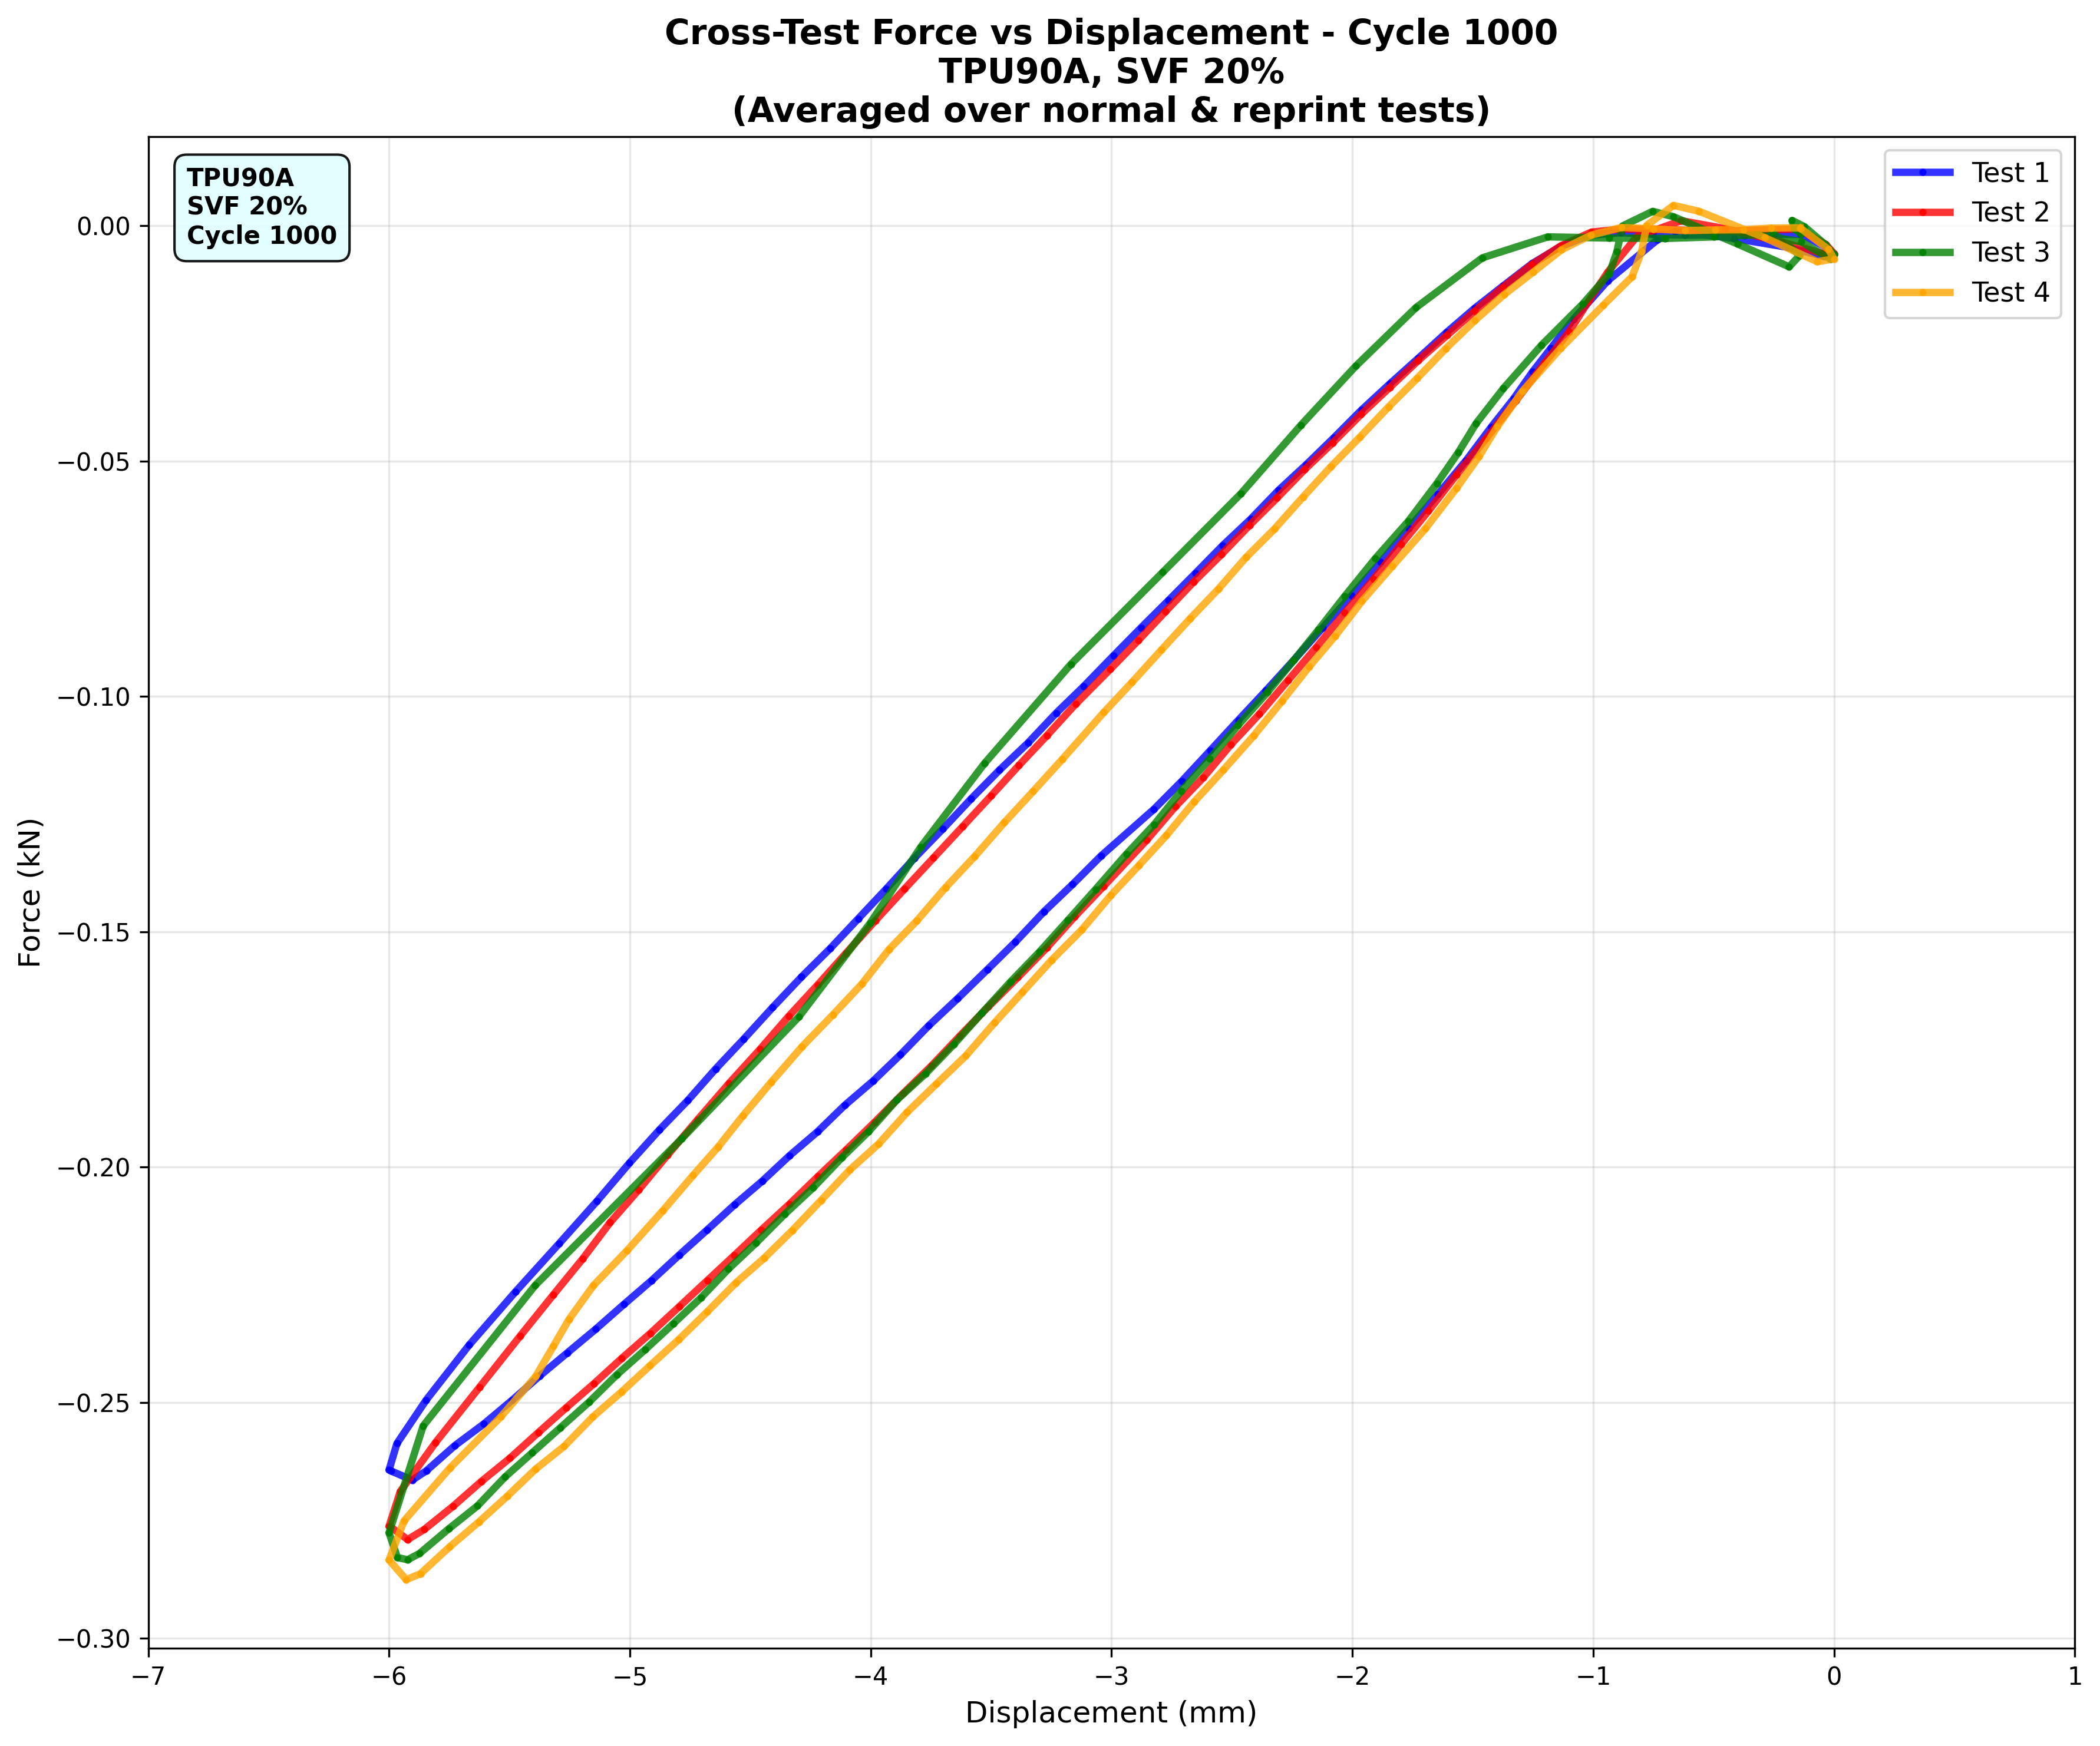 Cross-Test Force vs Displacement - Cycle 1000
TPU90A, SVF 20%
(Averaged over normal & reprint tests)
TPU90A
SVF 20%
Cycle 1000
Test 1
Test 2
Test 3
Test 4
0.00
−0.05
−0.10
−0.15
−0.20
−0.25
−0.30
Force (kN)
−7
−6
−5
−4
−3
−2
−1
0
1
Displacement (mm)